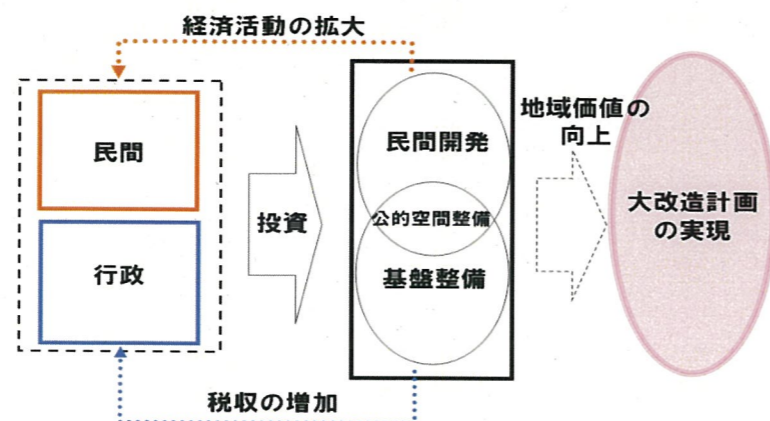 経済活動の拡大
民間
行政
投資
民間開発
公的空間整備
基盤整備
地域価値の
向上
大改造計画
の実現
税収の増加